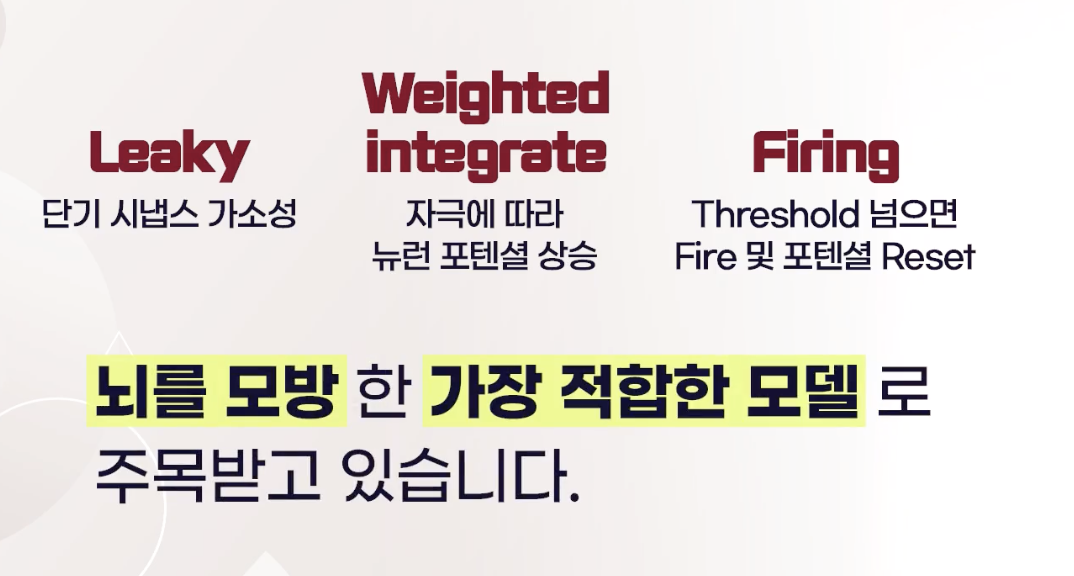 Leaky
단기 시냅스 가소성
Weighted
integrate
자극에 따라
뉴런 포텐셜 상승
Firing
Threshold 넘으면
Fire 및 포텐셜 Reset
뇌를 모방 한 가장 적합한 모델 로
주목받고 있습니다.